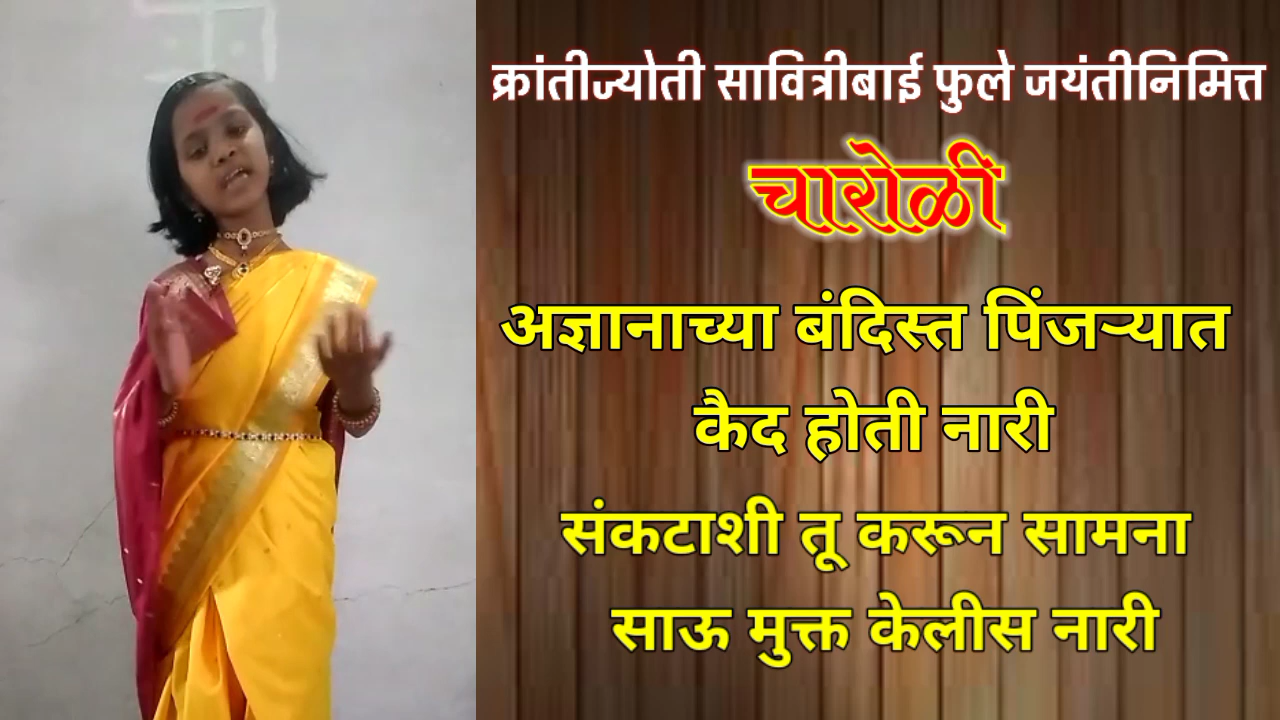 क्रांतीज्योती सावित्रीबाई फुले जयंतीनिमित्त
चारोळी
अज्ञानाच्या बंदिस्त पिंजऱ्यात
कैद होती नारी
संकटाशी तू करून सामना
साऊ मुक्त केलीस नारी